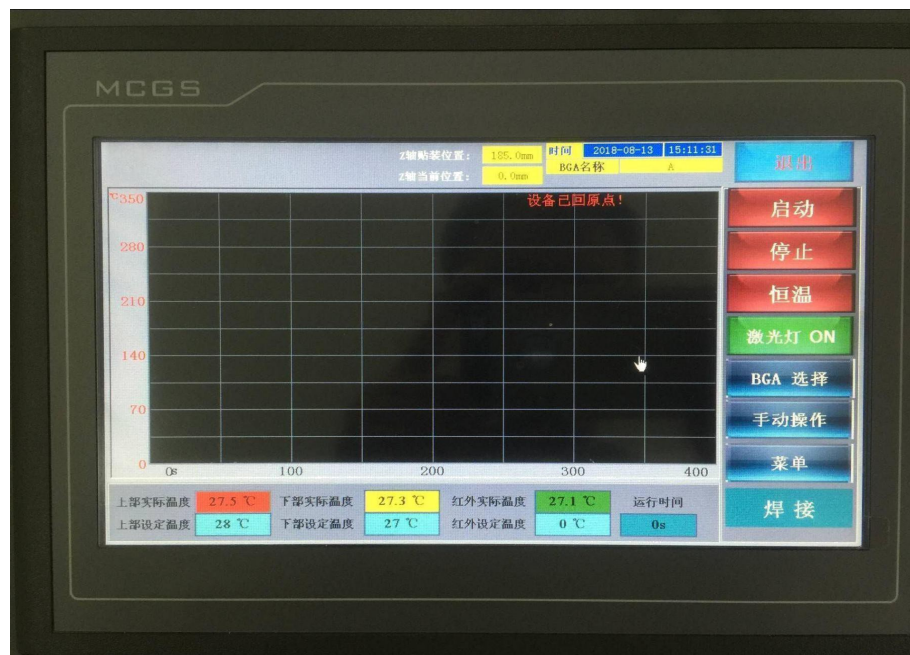 MCGS
Z轴贴装位置： 185.0mm 时间 2018-08-13 15:11:31 退出
Z轴当前位置： 0.0mm BGA名称 A
℃350 设备已回原点！ 启动
280 停止
210 恒温
140 激光灯 ON
BGA 选择
70 手动操作
0 菜单
0s 100 200 300 400
上部实际温度 27.5 ℃ 下部实际温度 27.3 ℃ 红外实际温度 27.1 ℃ 运行时间 焊接
上部设定温度 28 ℃ 下部设定温度 27 ℃ 红外设定温度 0 ℃ 0s